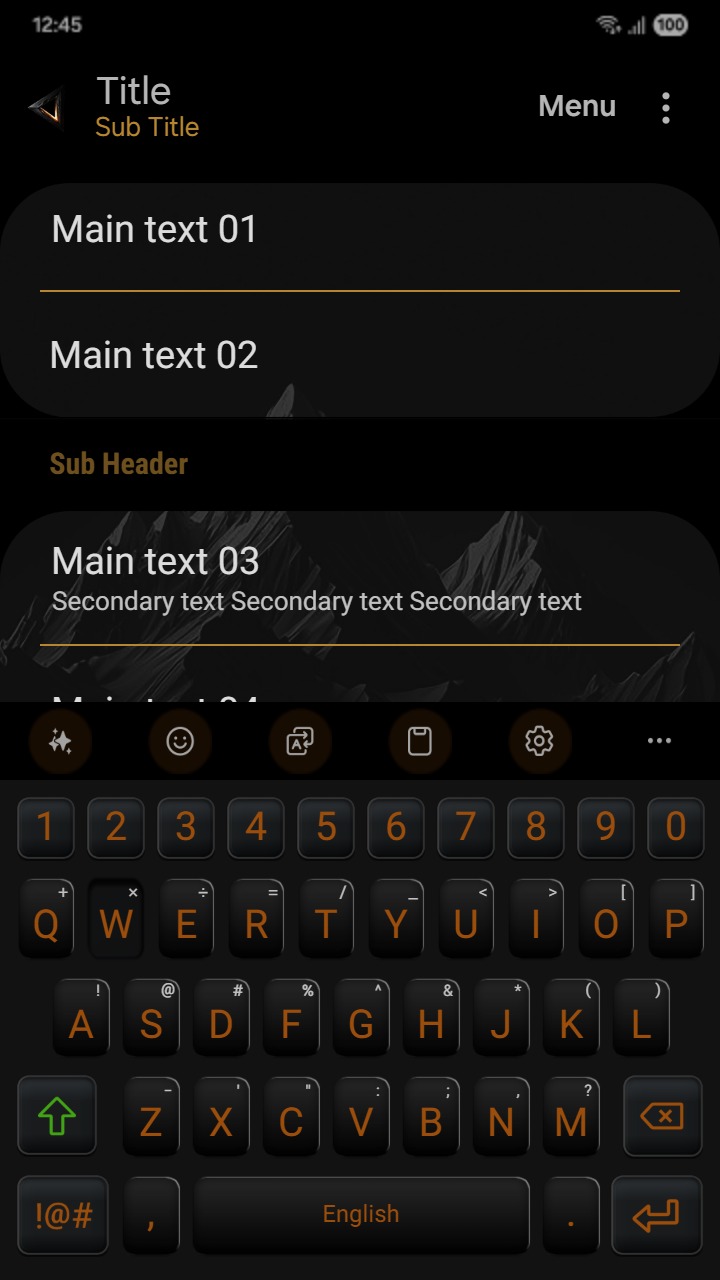 12:45 100
Title
Sub Title
Menu
Main text 01
Main text 02
Sub Header
Main text 03
Secondary text Secondary text Secondary text
1 2 3 4 5 6 7 8 9 0
+ × ÷ = / _ < > [ ]
Q W E R T Y U I O P
! @ # % ^ & * ( )
A S D F G H J K L
- ' " : ; , ?
Z X C V B N M
!@# , English .